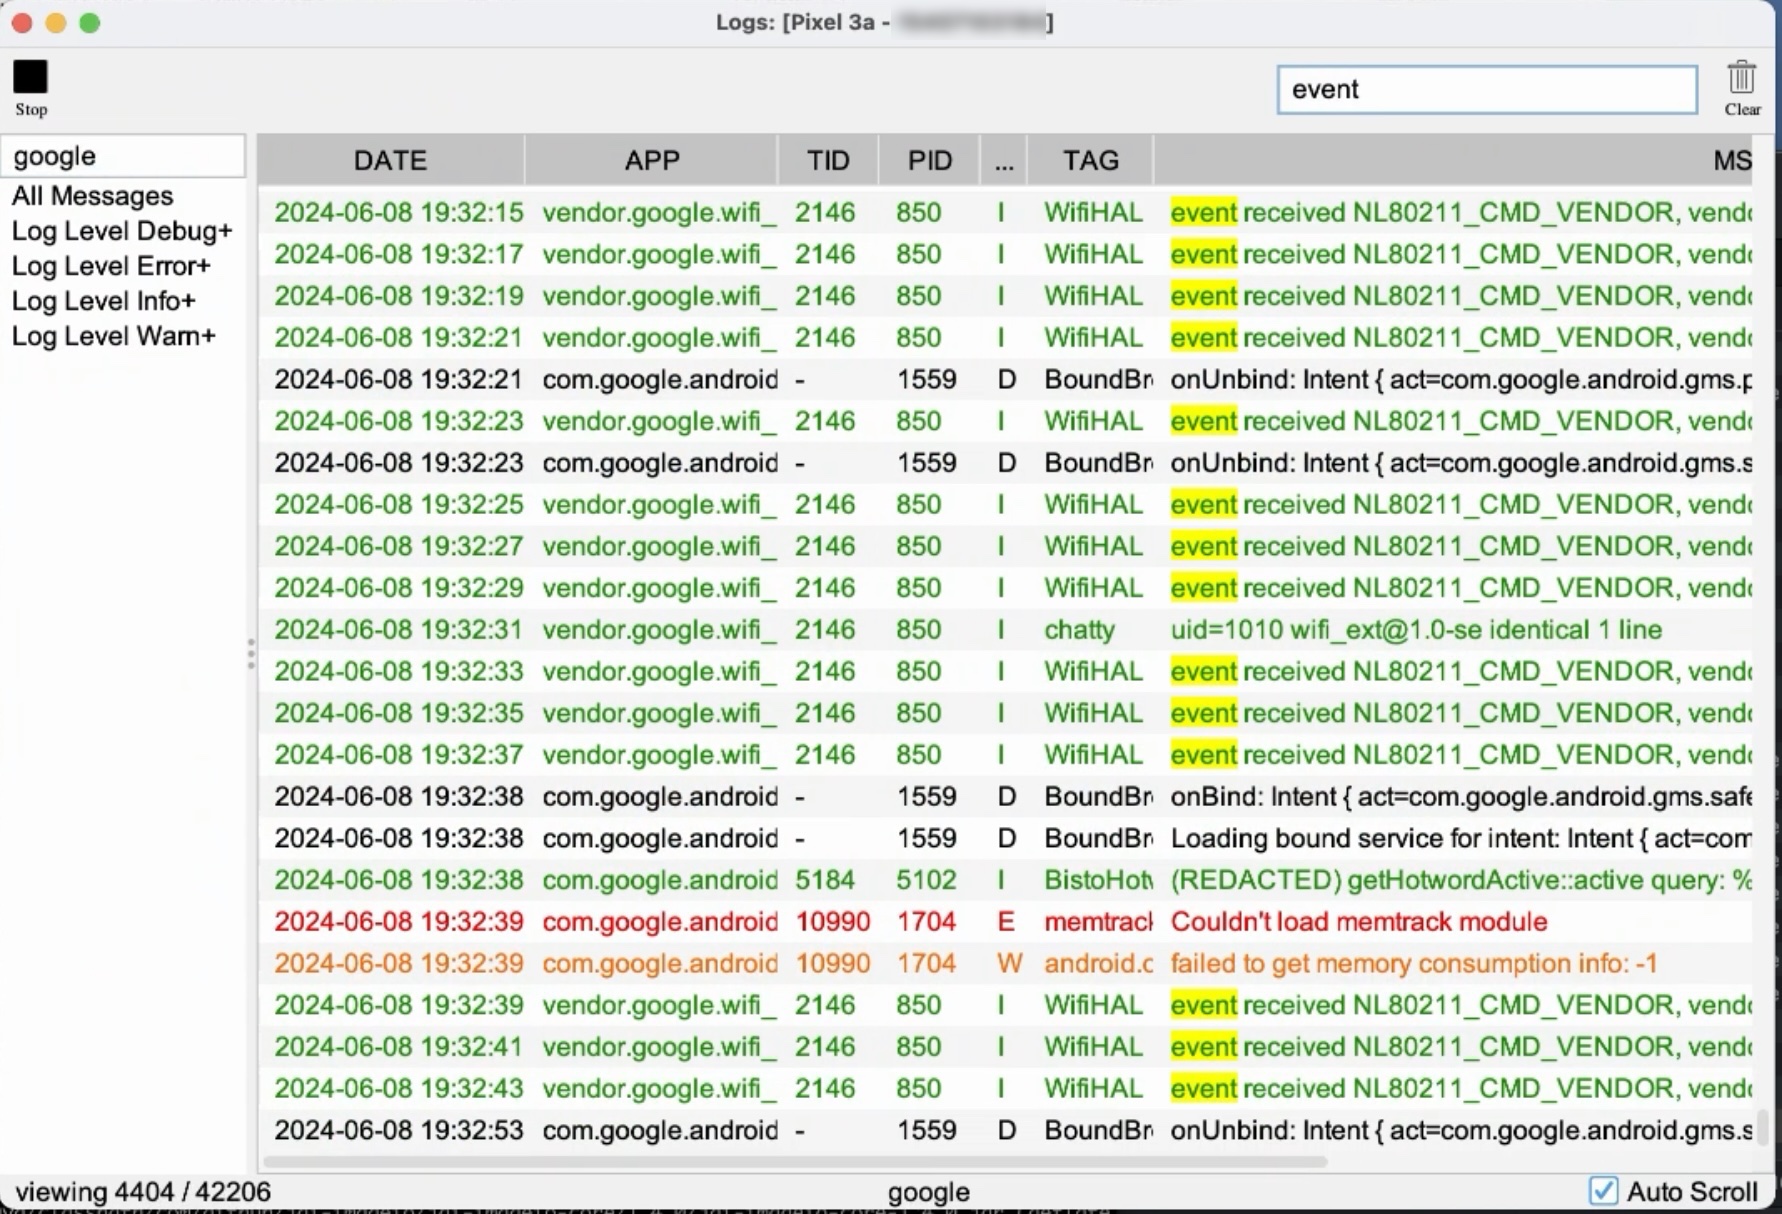 Logs: [Pixel 3a - ]
Stop
event
Clear
google
All Messages
Log Level Debug+
Log Level Error+
Log Level Info+
Log Level Warn+
DATE APP TID PID ... TAG MS
2024-06-08 19:32:15 vendor.google.wifi_ 2146 850 I WifiHAL event received NL80211_CMD_VENDOR, vend
2024-06-08 19:32:17 vendor.google.wifi_ 2146 850 I WifiHAL event received NL80211_CMD_VENDOR, vend
2024-06-08 19:32:19 vendor.google.wifi_ 2146 850 I WifiHAL event received NL80211_CMD_VENDOR, vend
2024-06-08 19:32:21 vendor.google.wifi_ 2146 850 I WifiHAL event received NL80211_CMD_VENDOR, vend
2024-06-08 19:32:21 com.google.android - 1559 D BoundBr onUnbind: Intent { act=com.google.android.gms.p
2024-06-08 19:32:23 vendor.google.wifi_ 2146 850 I WifiHAL event received NL80211_CMD_VENDOR, vend
2024-06-08 19:32:23 com.google.android - 1559 D BoundBr onUnbind: Intent { act=com.google.android.gms.s
2024-06-08 19:32:25 vendor.google.wifi_ 2146 850 I WifiHAL event received NL80211_CMD_VENDOR, vend
2024-06-08 19:32:27 vendor.google.wifi_ 2146 850 I WifiHAL event received NL80211_CMD_VENDOR, vend
2024-06-08 19:32:29 vendor.google.wifi_ 2146 850 I WifiHAL event received NL80211_CMD_VENDOR, vend
2024-06-08 19:32:31 vendor.google.wifi_ 2146 850 I chatty uid=1010 wifi_ext@1.0-se identical 1 line
2024-06-08 19:32:33 vendor.google.wifi_ 2146 850 I WifiHAL event received NL80211_CMD_VENDOR, vend
2024-06-08 19:32:35 vendor.google.wifi_ 2146 850 I WifiHAL event received NL80211_CMD_VENDOR, vend
2024-06-08 19:32:37 vendor.google.wifi_ 2146 850 I WifiHAL event received NL80211_CMD_VENDOR, vend
2024-06-08 19:32:38 com.google.android - 1559 D BoundBr onBind: Intent { act=com.google.android.gms.safe
2024-06-08 19:32:38 com.google.android - 1559 D BoundBr Loading bound service for intent: Intent { act=com
2024-06-08 19:32:38 com.google.android 5184 5102 I BistoHotv (REDACTED) getHotwordActive::active query: %
2024-06-08 19:32:39 com.google.android 10990 1704 E memtrack Couldn't load memtrack module
2024-06-08 19:32:39 com.google.android 10990 1704 W android.o failed to get memory consumption info: -1
2024-06-08 19:32:39 vendor.google.wifi_ 2146 850 I WifiHAL event received NL80211_CMD_VENDOR, vend
2024-06-08 19:32:41 vendor.google.wifi_ 2146 850 I WifiHAL event received NL80211_CMD_VENDOR, vend
2024-06-08 19:32:43 vendor.google.wifi_ 2146 850 I WifiHAL event received NL80211_CMD_VENDOR, vend
2024-06-08 19:32:53 com.google.android - 1559 D BoundBr onUnbind: Intent { act=com.google.android.gms.s
viewing 4404 / 42206 google Auto Scroll